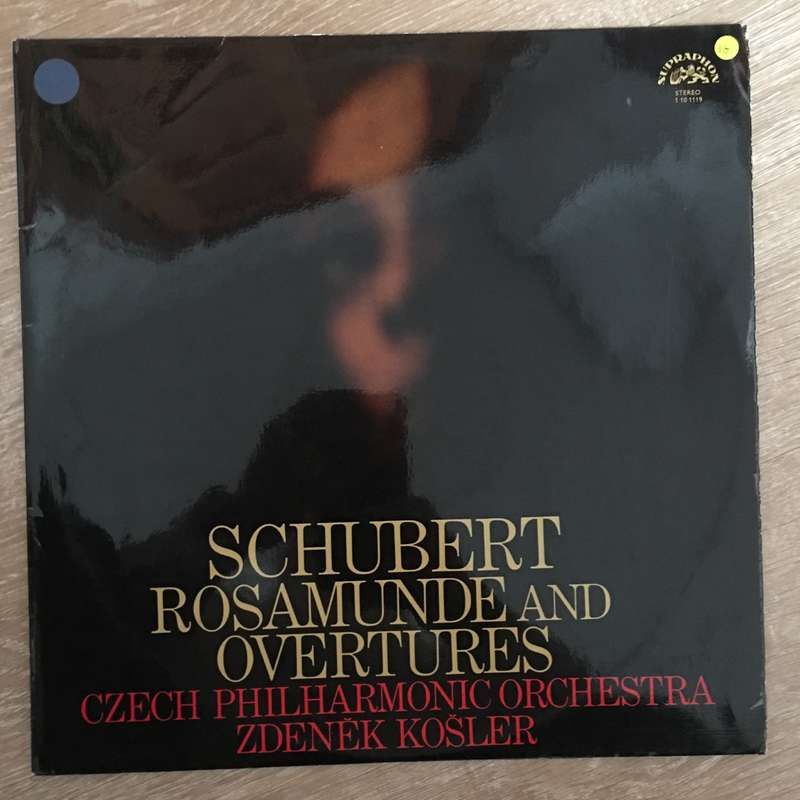 SUPRAPHON
STEREO
1 10 1119
SCHUBERT
ROSAMUNDE AND
OVERTURES
CZECH PHILHARMONIC ORCHESTRA
ZDENĚK KOŠLER